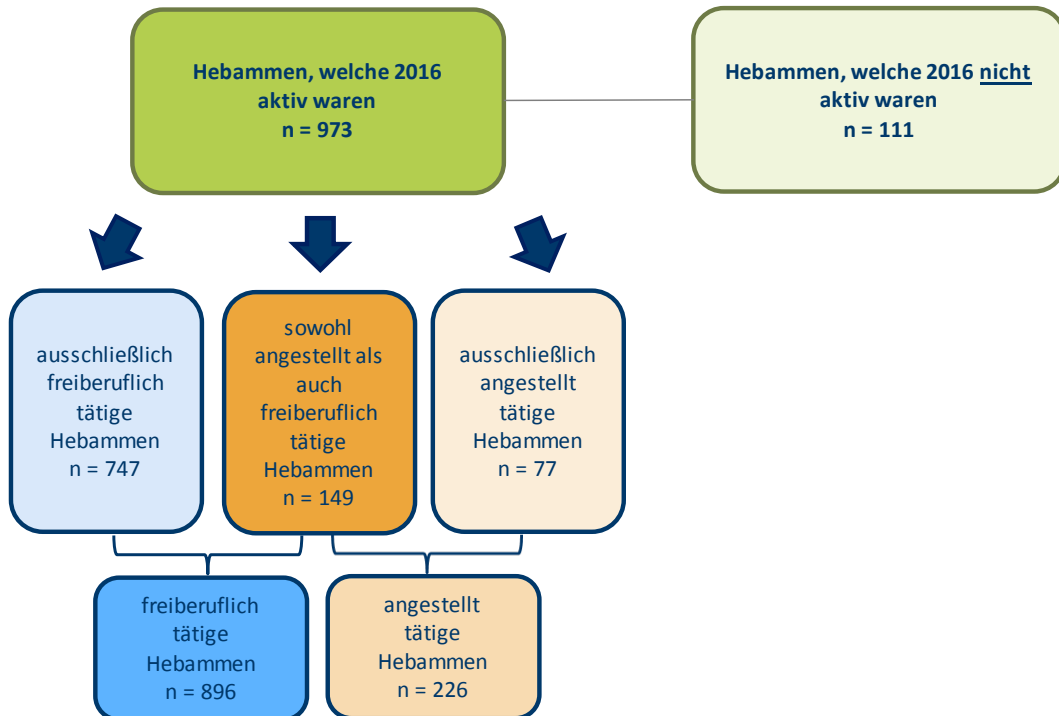 Hebammen, welche 2016
aktiv waren
n = 973
Hebammen, welche 2016 nicht
aktiv waren
n = 111
ausschließlich
freiberuflich
tätige
Hebammen
n = 747
sowohl
angestellt als
auch
freiberuflich
tätige
Hebammen
n = 149
ausschließlich
angestellt
tätige
Hebammen
n = 77
freiberuflich
tätige
Hebammen
n = 896
angestellt
tätige
Hebammen
n = 226